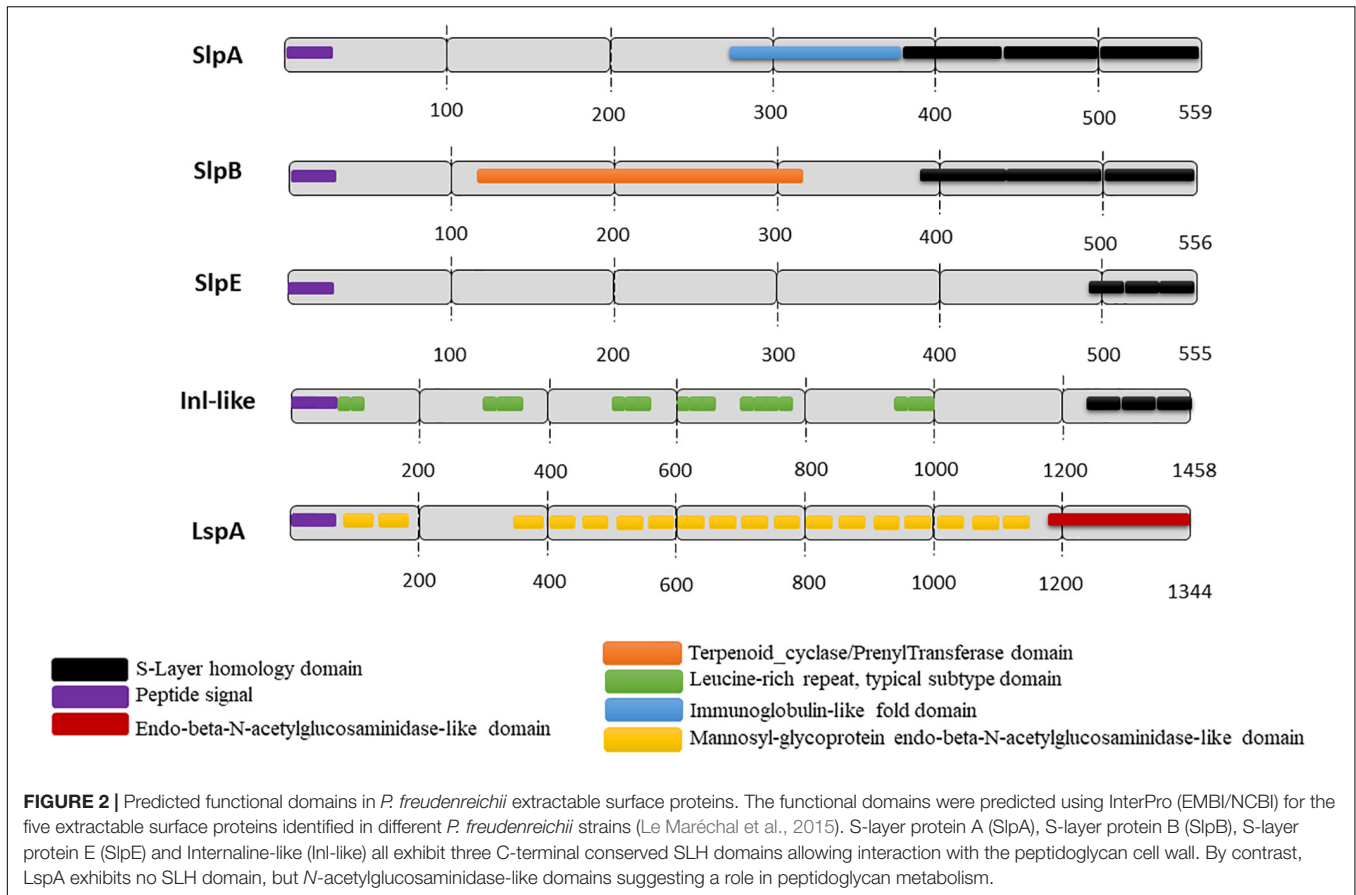 SlpA
100 200 300 400 500 559
SlpB
100 200 300 400 500 556
SlpE
100 200 300 400 500 555
Inl-like
200 400 600 800 1000 1200 1458
LspA
200 400 600 800 1000 1200 1344
S-Layer homology domain
Peptide signal
Endo-beta-N-acetylglucosaminidase-like domain
Terpenoid_cyclase/PrenylTransferase domain
Leucine-rich repeat, typical subtype domain
Immunoglobulin-like fold domain
Mannosyl-glycoprotein endo-beta-N-acetylglucosaminidase-like domain
FIGURE 2 | Predicted functional domains in P. freudenreichii extractable surface proteins. The functional domains were predicted using InterPro (EMBI/NCBI) for the
five extractable surface proteins identified in different P. freudenreichii strains (Le Maréchal et al., 2015). S-layer protein A (SlpA), S-layer protein B (SlpB), S-layer
protein E (SlpE) and Internaline-like (Inl-like) all exhibit three C-terminal conserved SLH domains allowing interaction with the peptidoglycan cell wall. By contrast,
LspA exhibits no SLH domain, but N-acetylglucosaminidase-like domains suggesting a role in peptidoglycan metabolism.